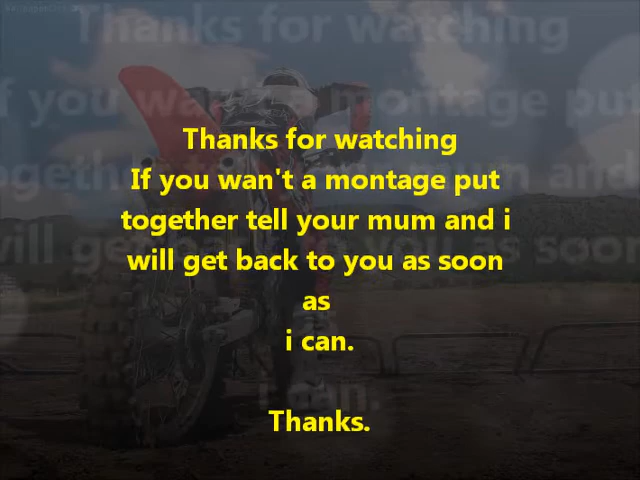 Thanks for watching
If you wan't a montage put
together tell your mum and i
will get back to you as soon
as
i can.
Thanks.